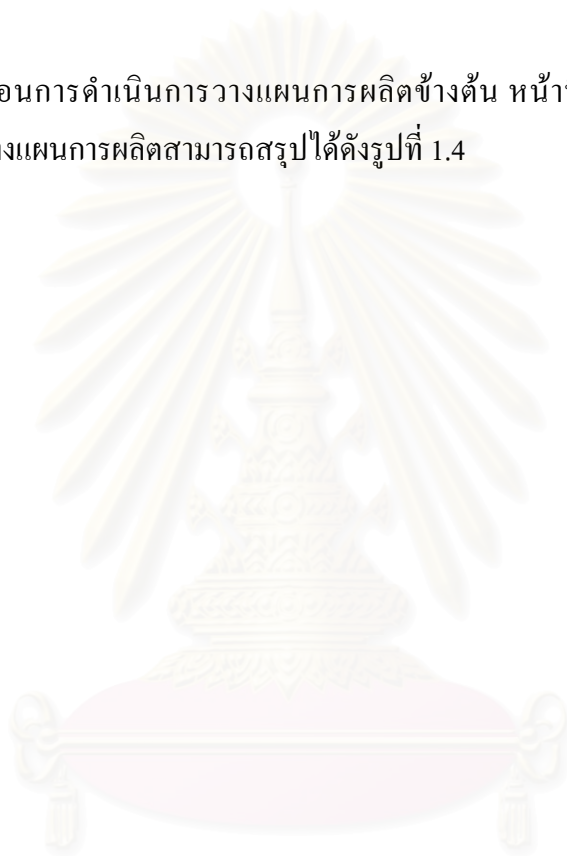 อนการดำเนินการวางแผนการผลิตข้างต้น หน้า
งแผนการผลิตสามารถสรุปได้ดังรูปที่ 1.4